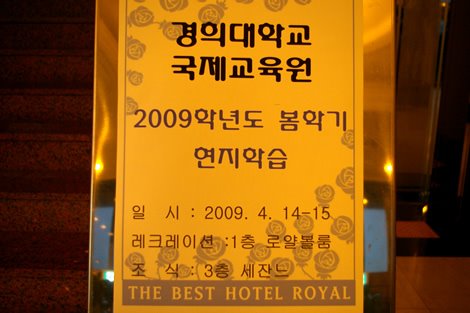 경희대학교
국제교육원
2009학년도 봄학기
현지학습
일 시 : 2009. 4. 14-15
레크레이션 :1층 로얄볼룸
조 식 : 3층 세잔느
THE BEST HOTEL ROYAL